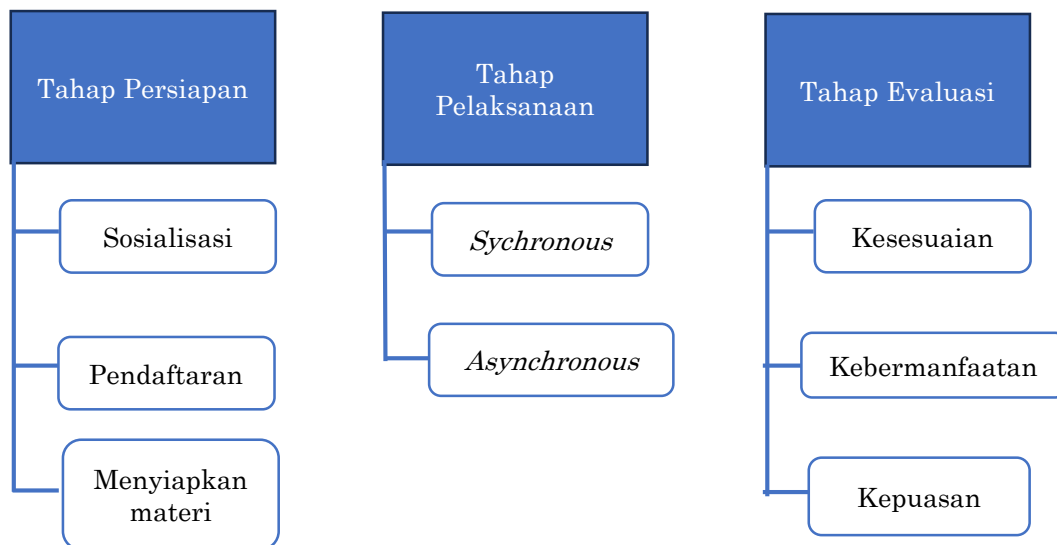 Tahap Persiapan
Sosialisasi
Pendaftaran
Menyiapkan
materi
Tahap
Pelaksanaan
Sychronous
Asynchronous
Tahap Evaluasi
Kesesuaian
Kebermanfaatan
Kepuasan